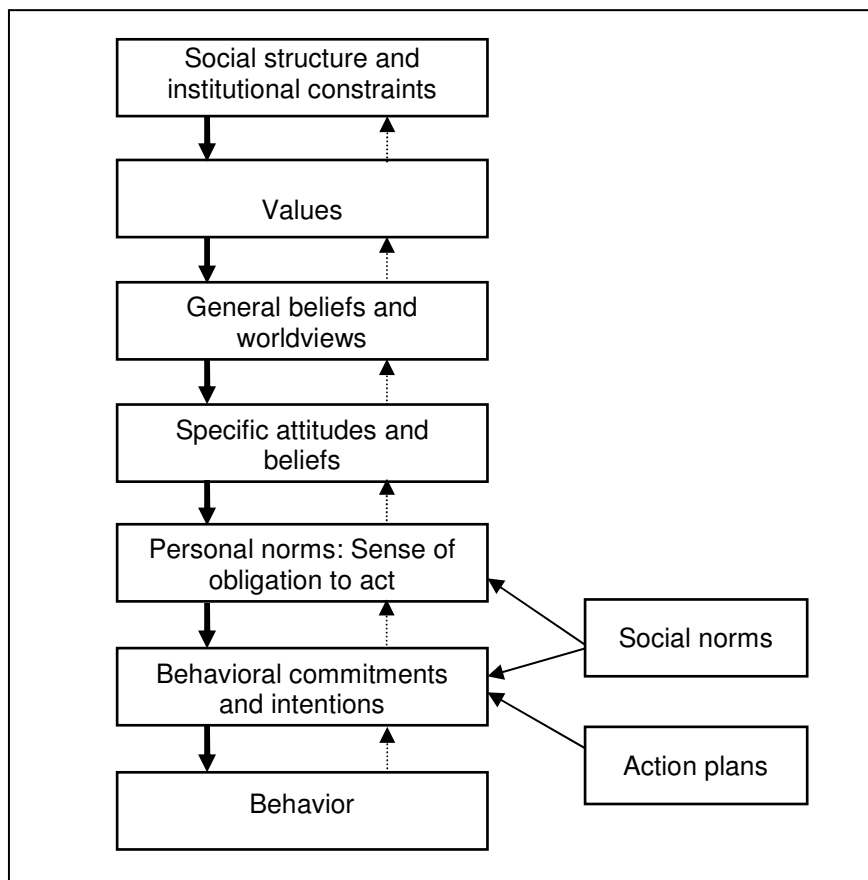 Social structure and
institutional constraints
Values
General beliefs and
worldviews
Specific attitudes and
beliefs
Personal norms: Sense of
obligation to act
Social norms
Behavioral commitments
and intentions
Action plans
Behavior